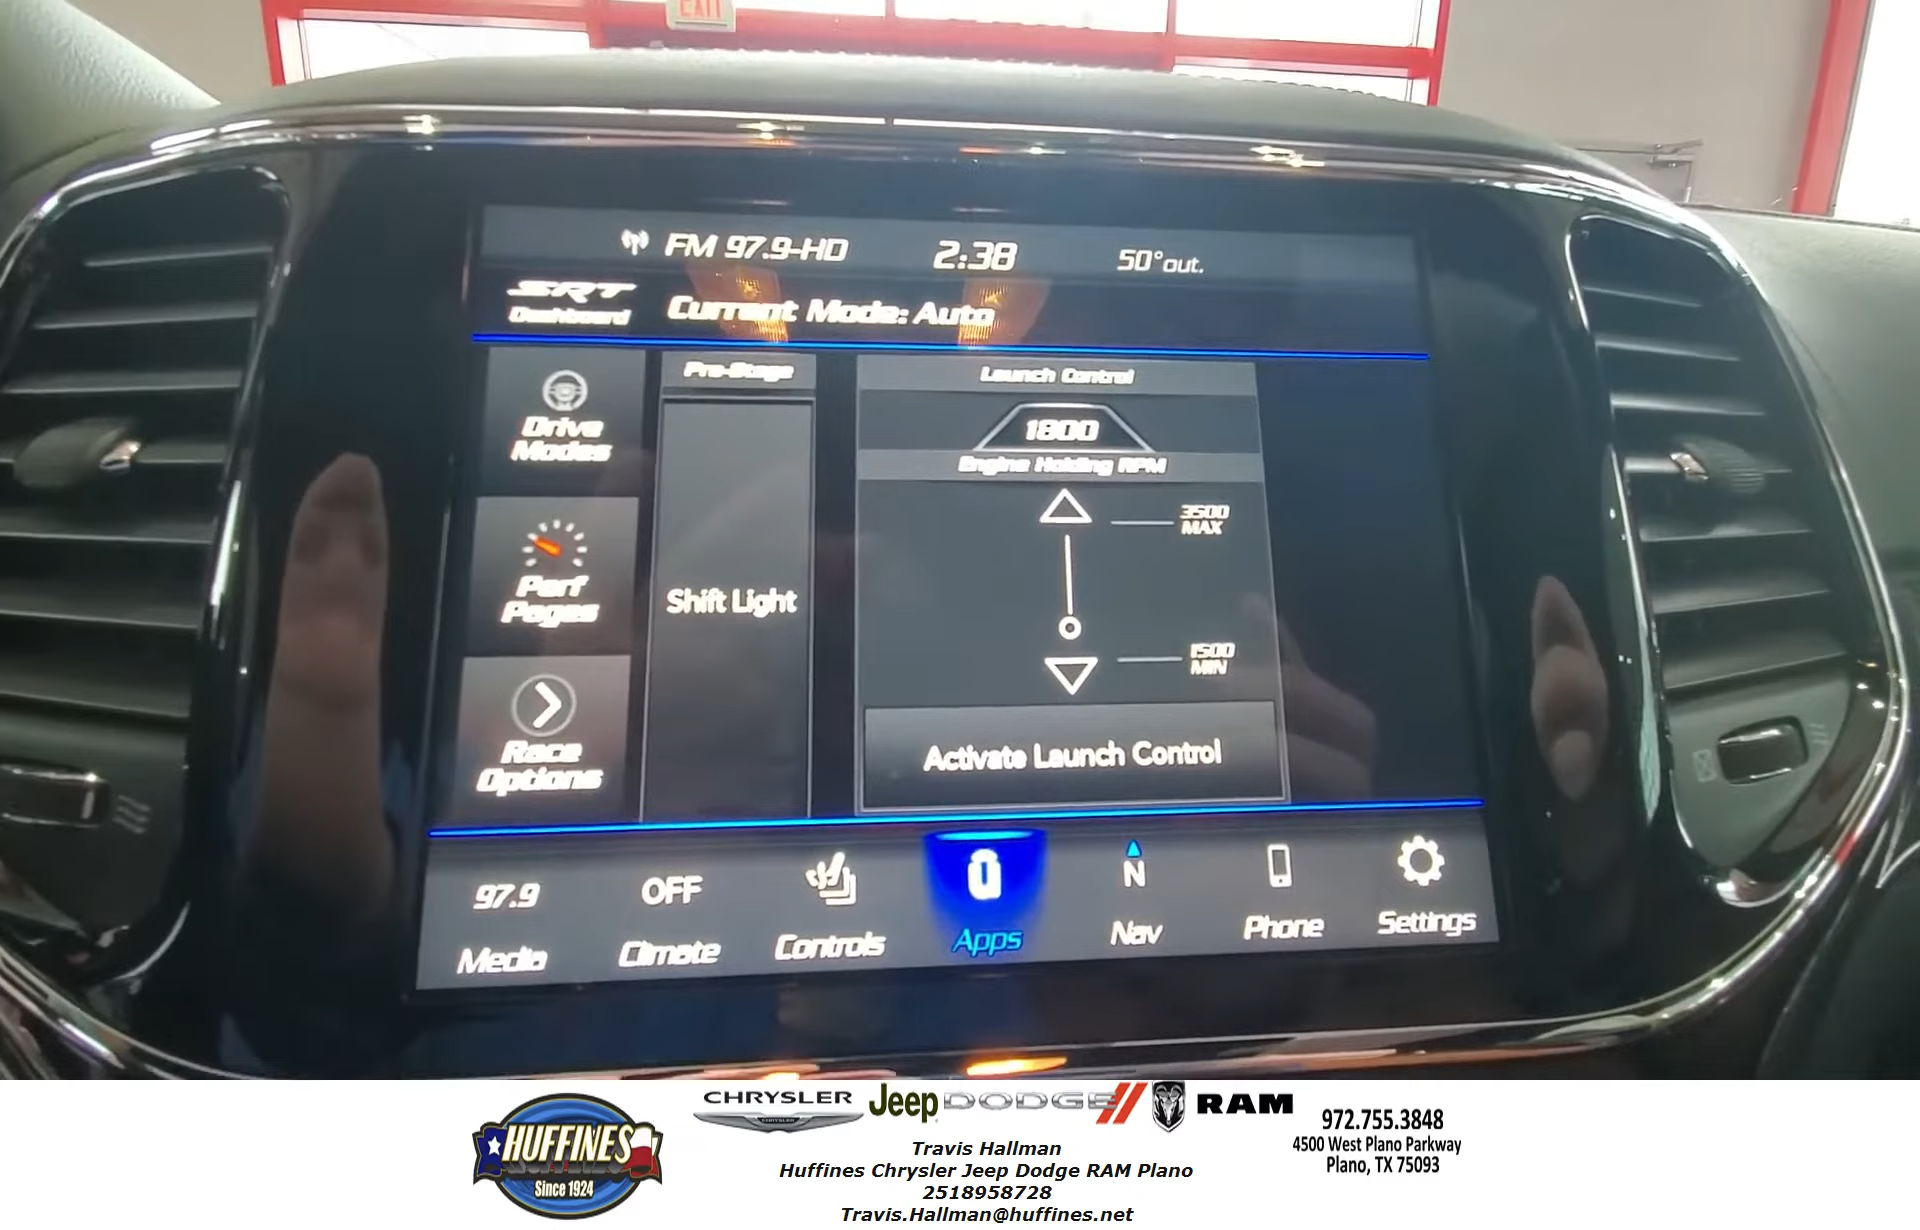 EXIT
FM 97.9-HD 2:38 50°out.
SRT Dashboard Current Mode: Auto
Drive Modes
Perf Pages
Race Options
Pre-Stage
Shift Light
Launch Control
1800
Engine Holding RPM
3500 MAX
1500 MIN
Activate Launch Control
97.9 OFF N
Media Climate Controls Apps Nav Phone Settings
HUFFINES
Since 1924
CHRYSLER Jeep DODGE RAM
CHRYSLER
Travis Hallman
Huffines Chrysler Jeep Dodge RAM Plano
2518958728
Travis.Hallman@huffines.net
972.755.3848
4500 West Plano Parkway
Plano, TX 75093